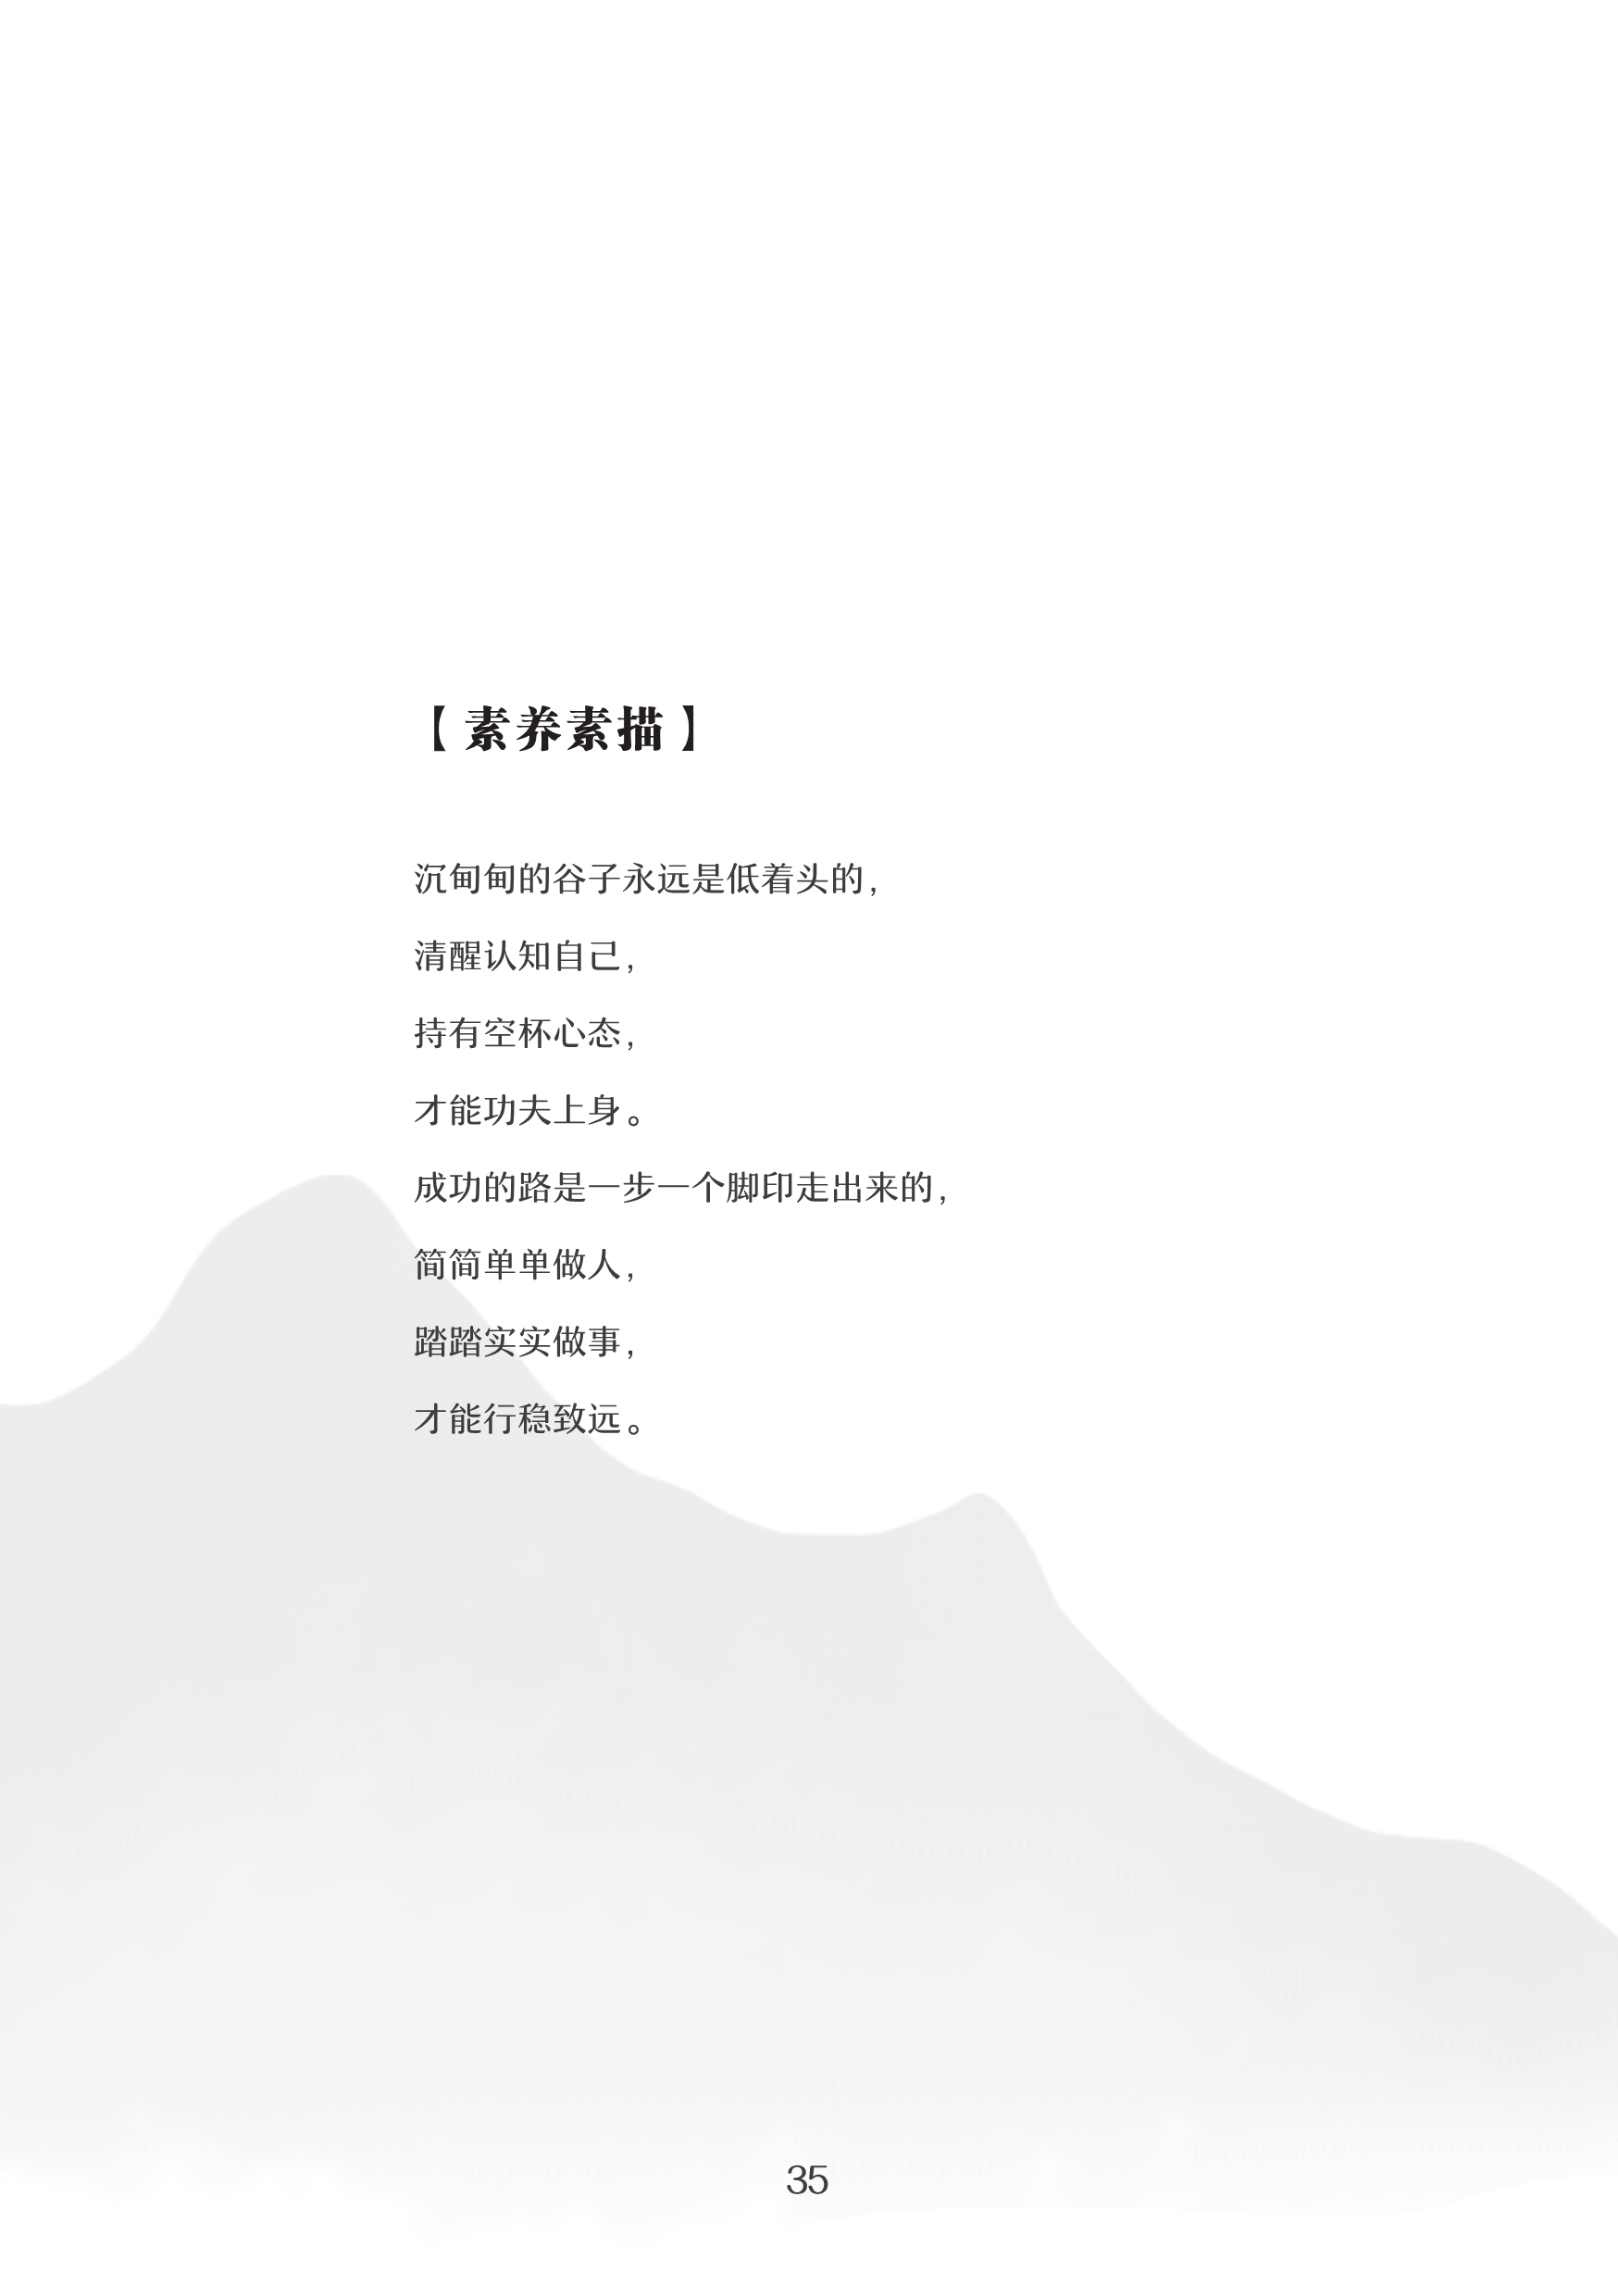 【素养素描】
沉甸甸的谷子永远是低着头的，
清醒认知自己，
持有空杯心态，
才能功夫上身。
成功的路是一步一个脚印走出来的，
简简单单做人，
踏踏实实做事，
才能行稳致远。
35